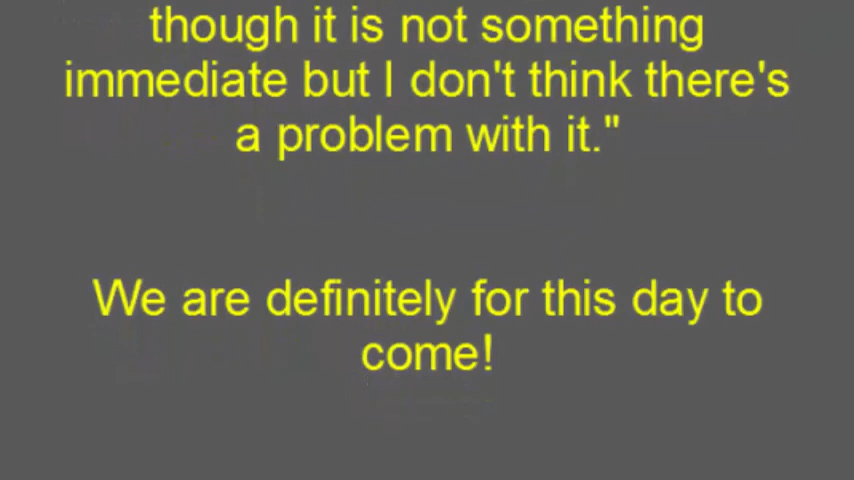 though it is not something
immediate but I don't think there's
a problem with it."
We are definitely for this day to
come!